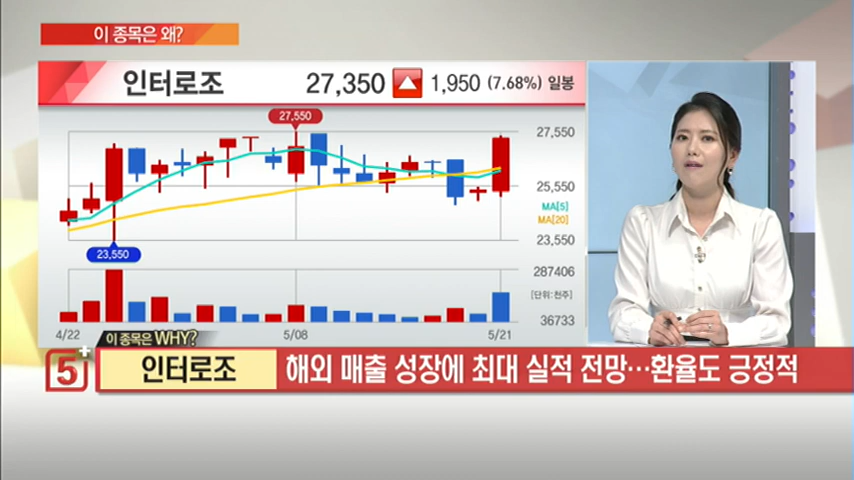 이 종목은 왜?
인터로조 27,350 1,950 (7.68%) 일봉
27,550
27,550
25,550
MA[5]
MA[20]
23,550
23,550
287406
[단위:천주]
36733
4/22 5/08 5/21
이 종목은 WHY?
5+ 인터로조 해외 매출 성장에 최대 실적 전망…환율도 긍정적